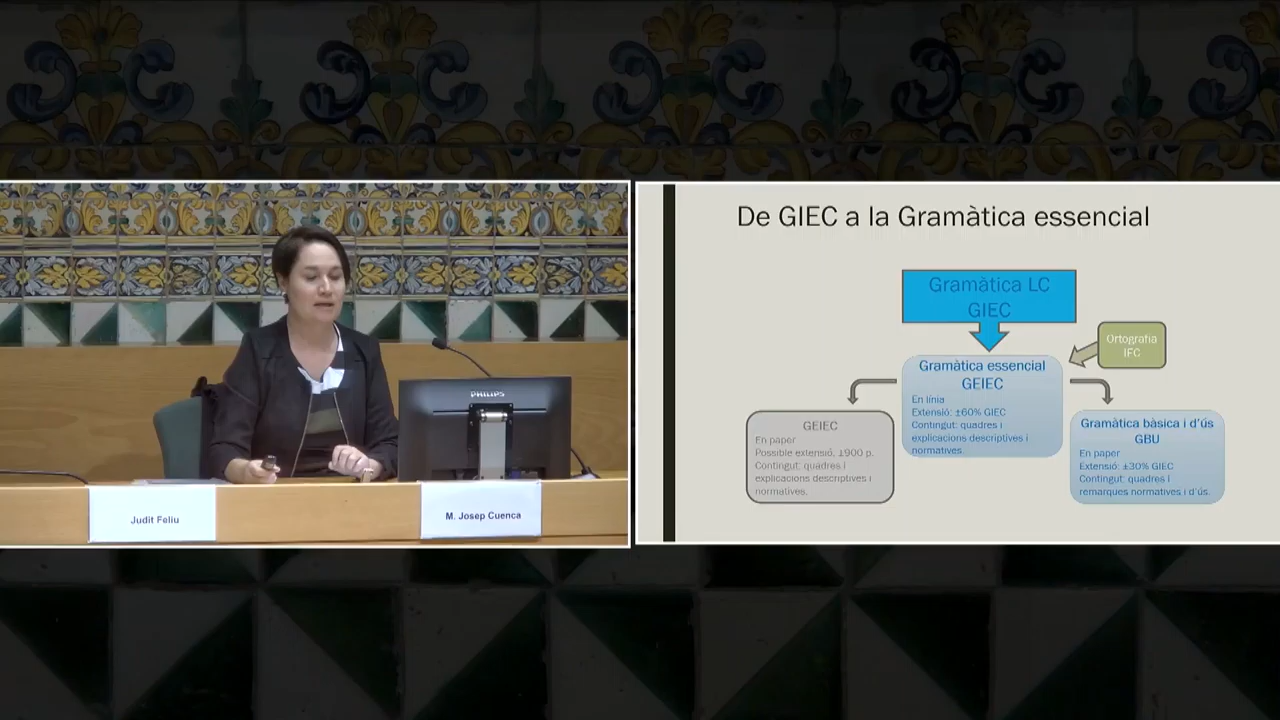 PHILIPS
Judit Feliu
M. Josep Cuenca
De GIEC a la Gramàtica essencial
Gramàtica LC
GIEC
Ortografia
IFC
Gramàtica essencial
GEIEC
En línia
Extensió: ±60% GIEC
Contingut: quadres i
explicacions descriptives i
normatives.
GEIEC
En paper
Possible extensió. ±900 p.
Contingut: quadres i
explicacions descriptives i
normatives.
Gramàtica bàsica i d'ús
GBU
En paper
Extensió: ±30% GIEC
Contingut: quadres i
remarques normatives i d'ús.